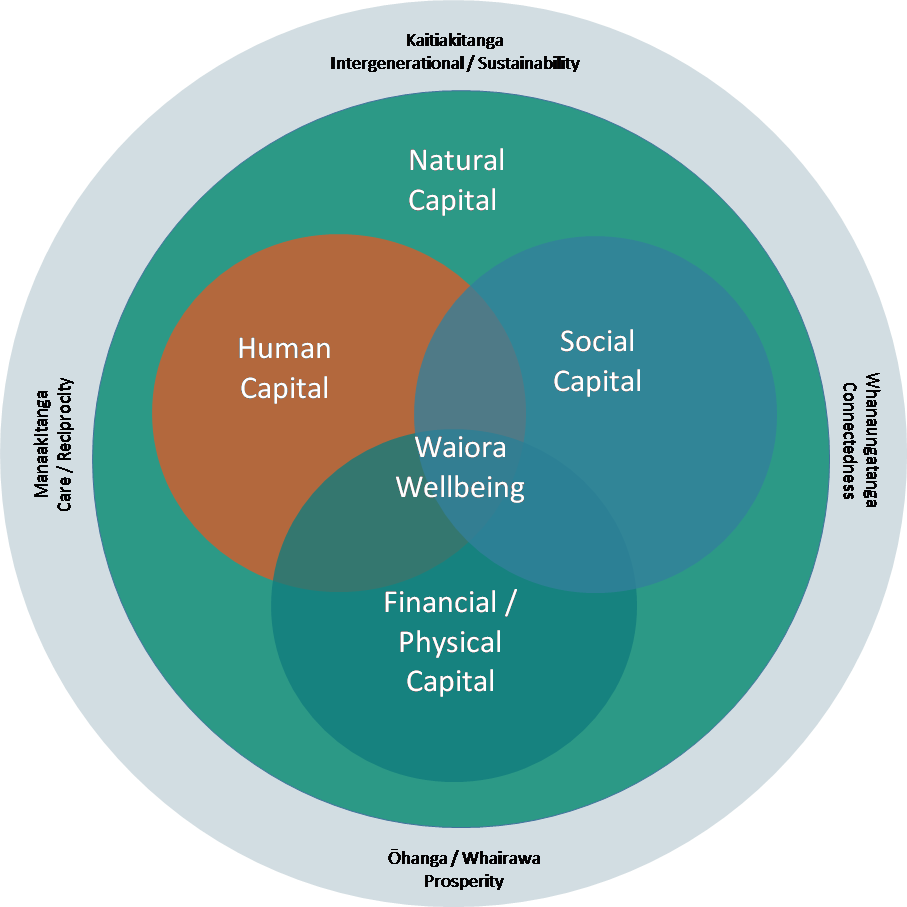 Kaitiakitanga
Intergenerational / Sustainability
Natural
Capital
Human
Capital
Social
Capital
Manaakitanga
Care / Reciprocity
Whanaungatanga
Connectedness
Waiora
Wellbeing
Financial /
Physical
Capital
Ōhanga / Whairawa
Prosperity